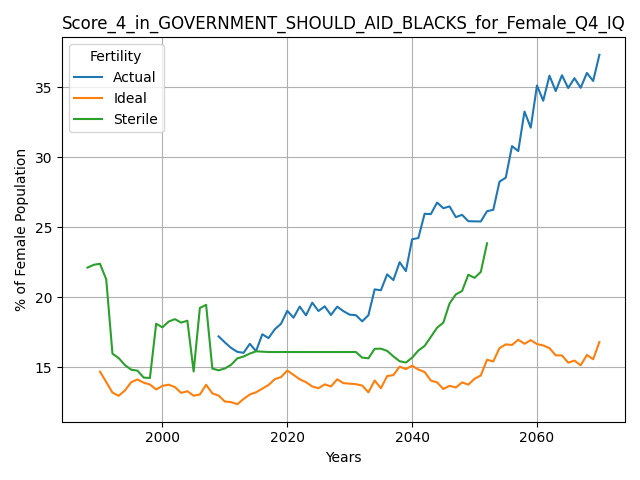 Score_4_in_GOVERNMENT_SHOULD_AID_BLACKS_for_Female_Q4_IQ
Fertility
Actual
Ideal
Sterile
% of Female Population
35
30
25
20
15
2000
2020
2040
2060
Years